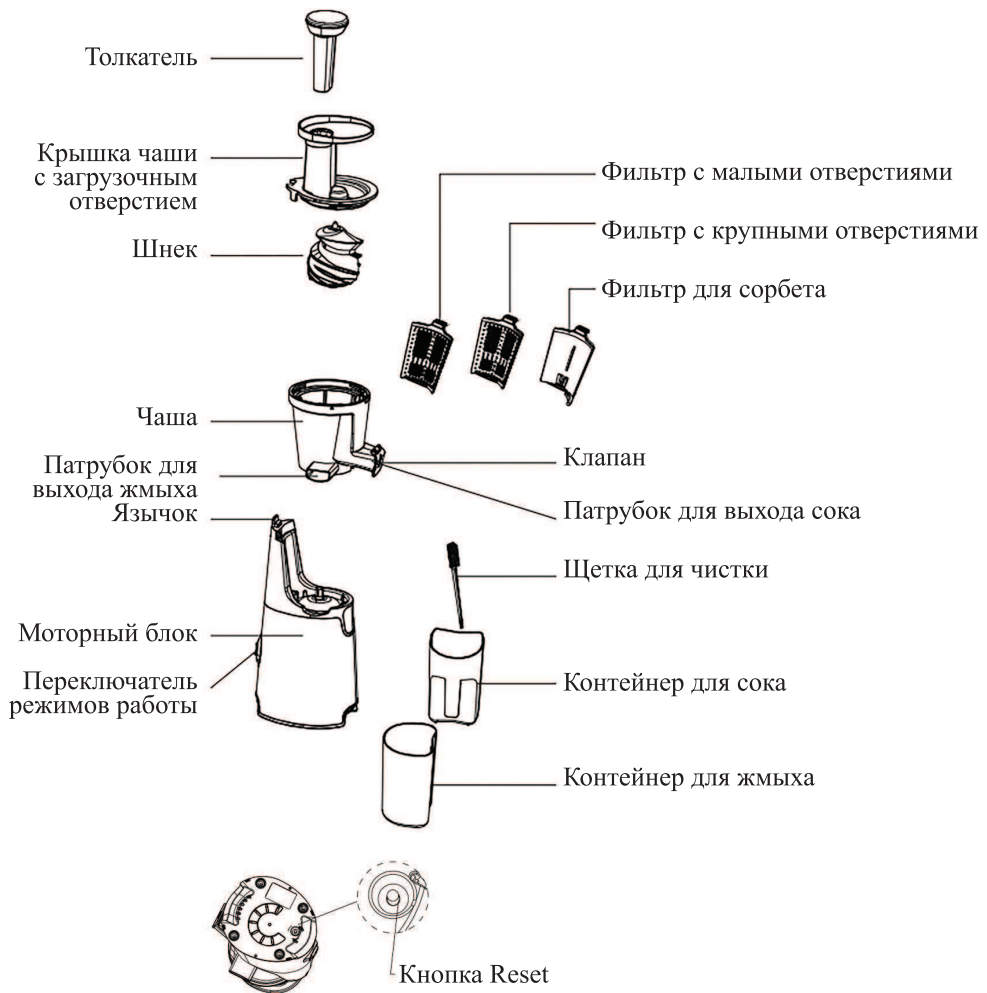 Толкатель
Крышка чаши
с загрузочным
отверстием
Шнек
Фильтр с малыми отверстиями
Фильтр с крупными отверстиями
Фильтр для сорбета
Чаша
Патрубок для
выхода жмыха
Язычок
Клапан
Патрубок для выхода сока
Щетка для чистки
Моторный блок
Переключатель
режимов работы
Контейнер для сока
Контейнер для жмыха
Кнопка Reset